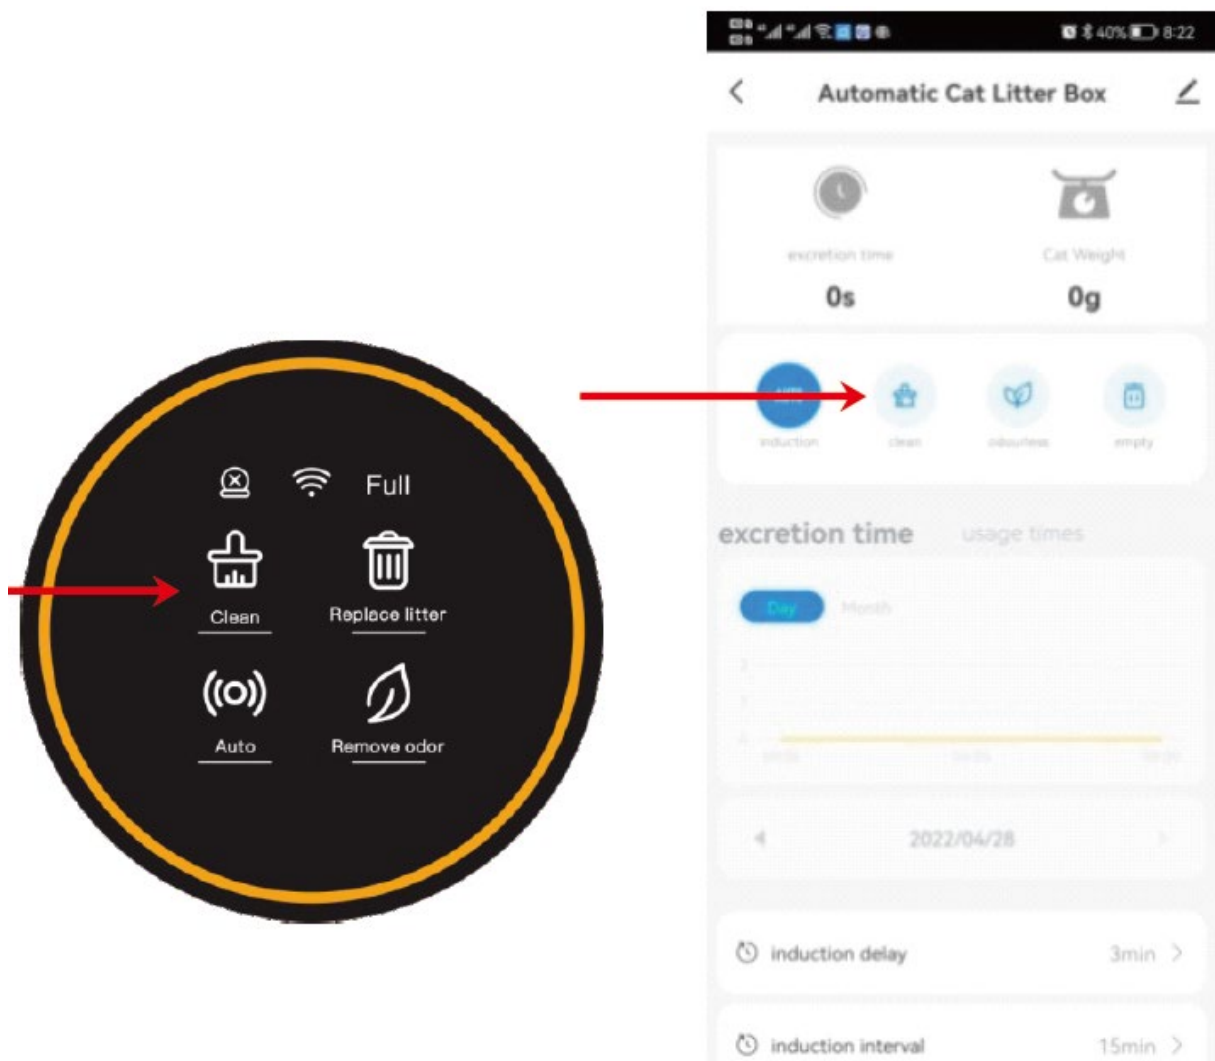 Full
Clean
Replace litter
Auto
Remove odor
40% 8:22
Automatic Cat Litter Box
excretion time
Cat Weight
0s
0g
induction
clean
odourless
empty
excretion time
usage times
Day
Month
2022/04/28
induction delay
3min
induction interval
15min